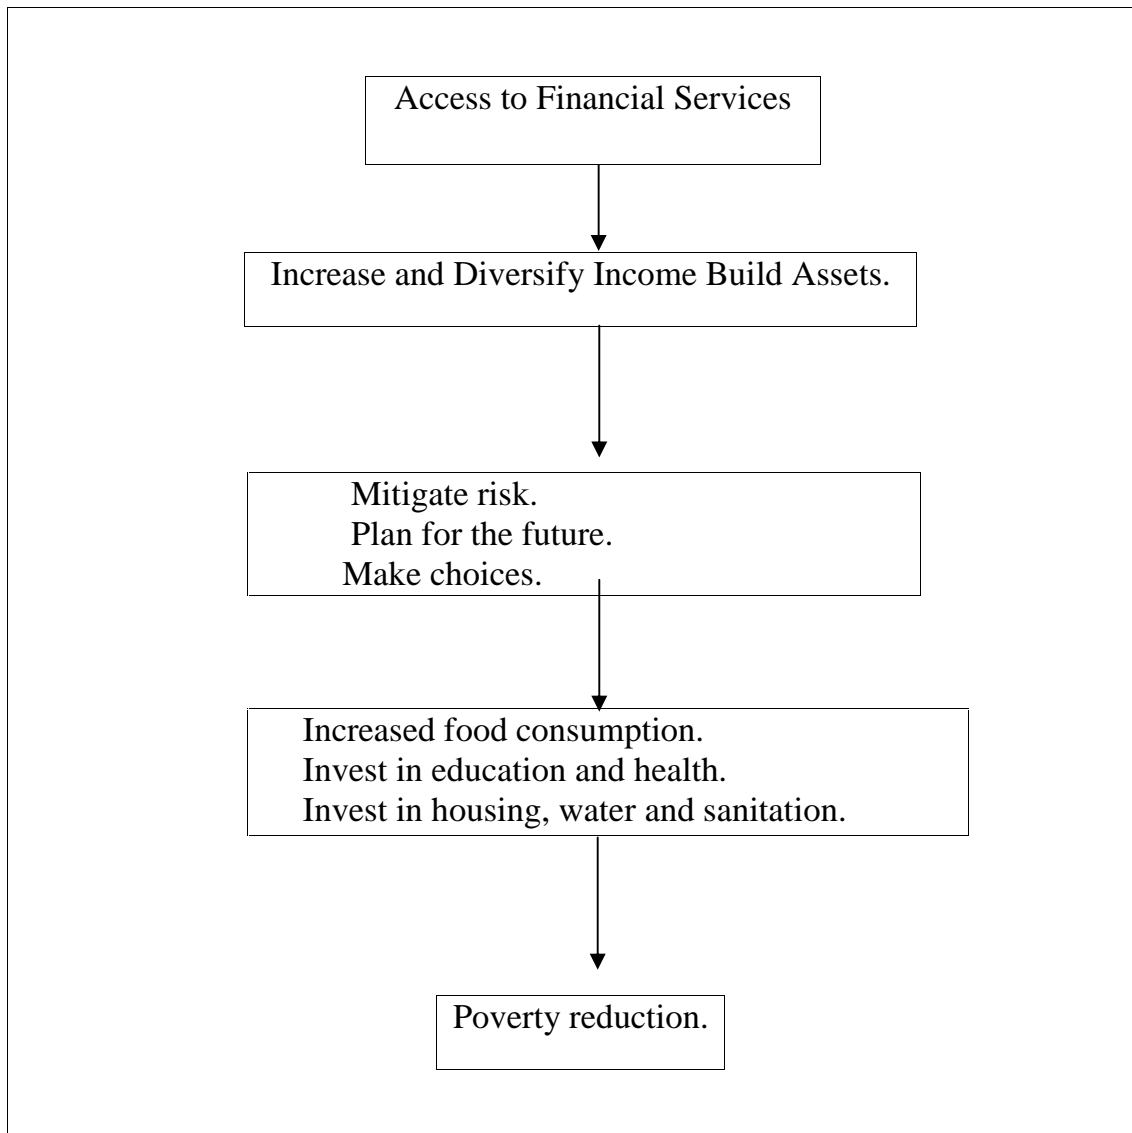 Access to Financial Services
Increase and Diversify Income Build Assets.
Mitigate risk.
Plan for the future.
Make choices.
Increased food consumption.
Invest in education and health.
Invest in housing, water and sanitation.
Poverty reduction.